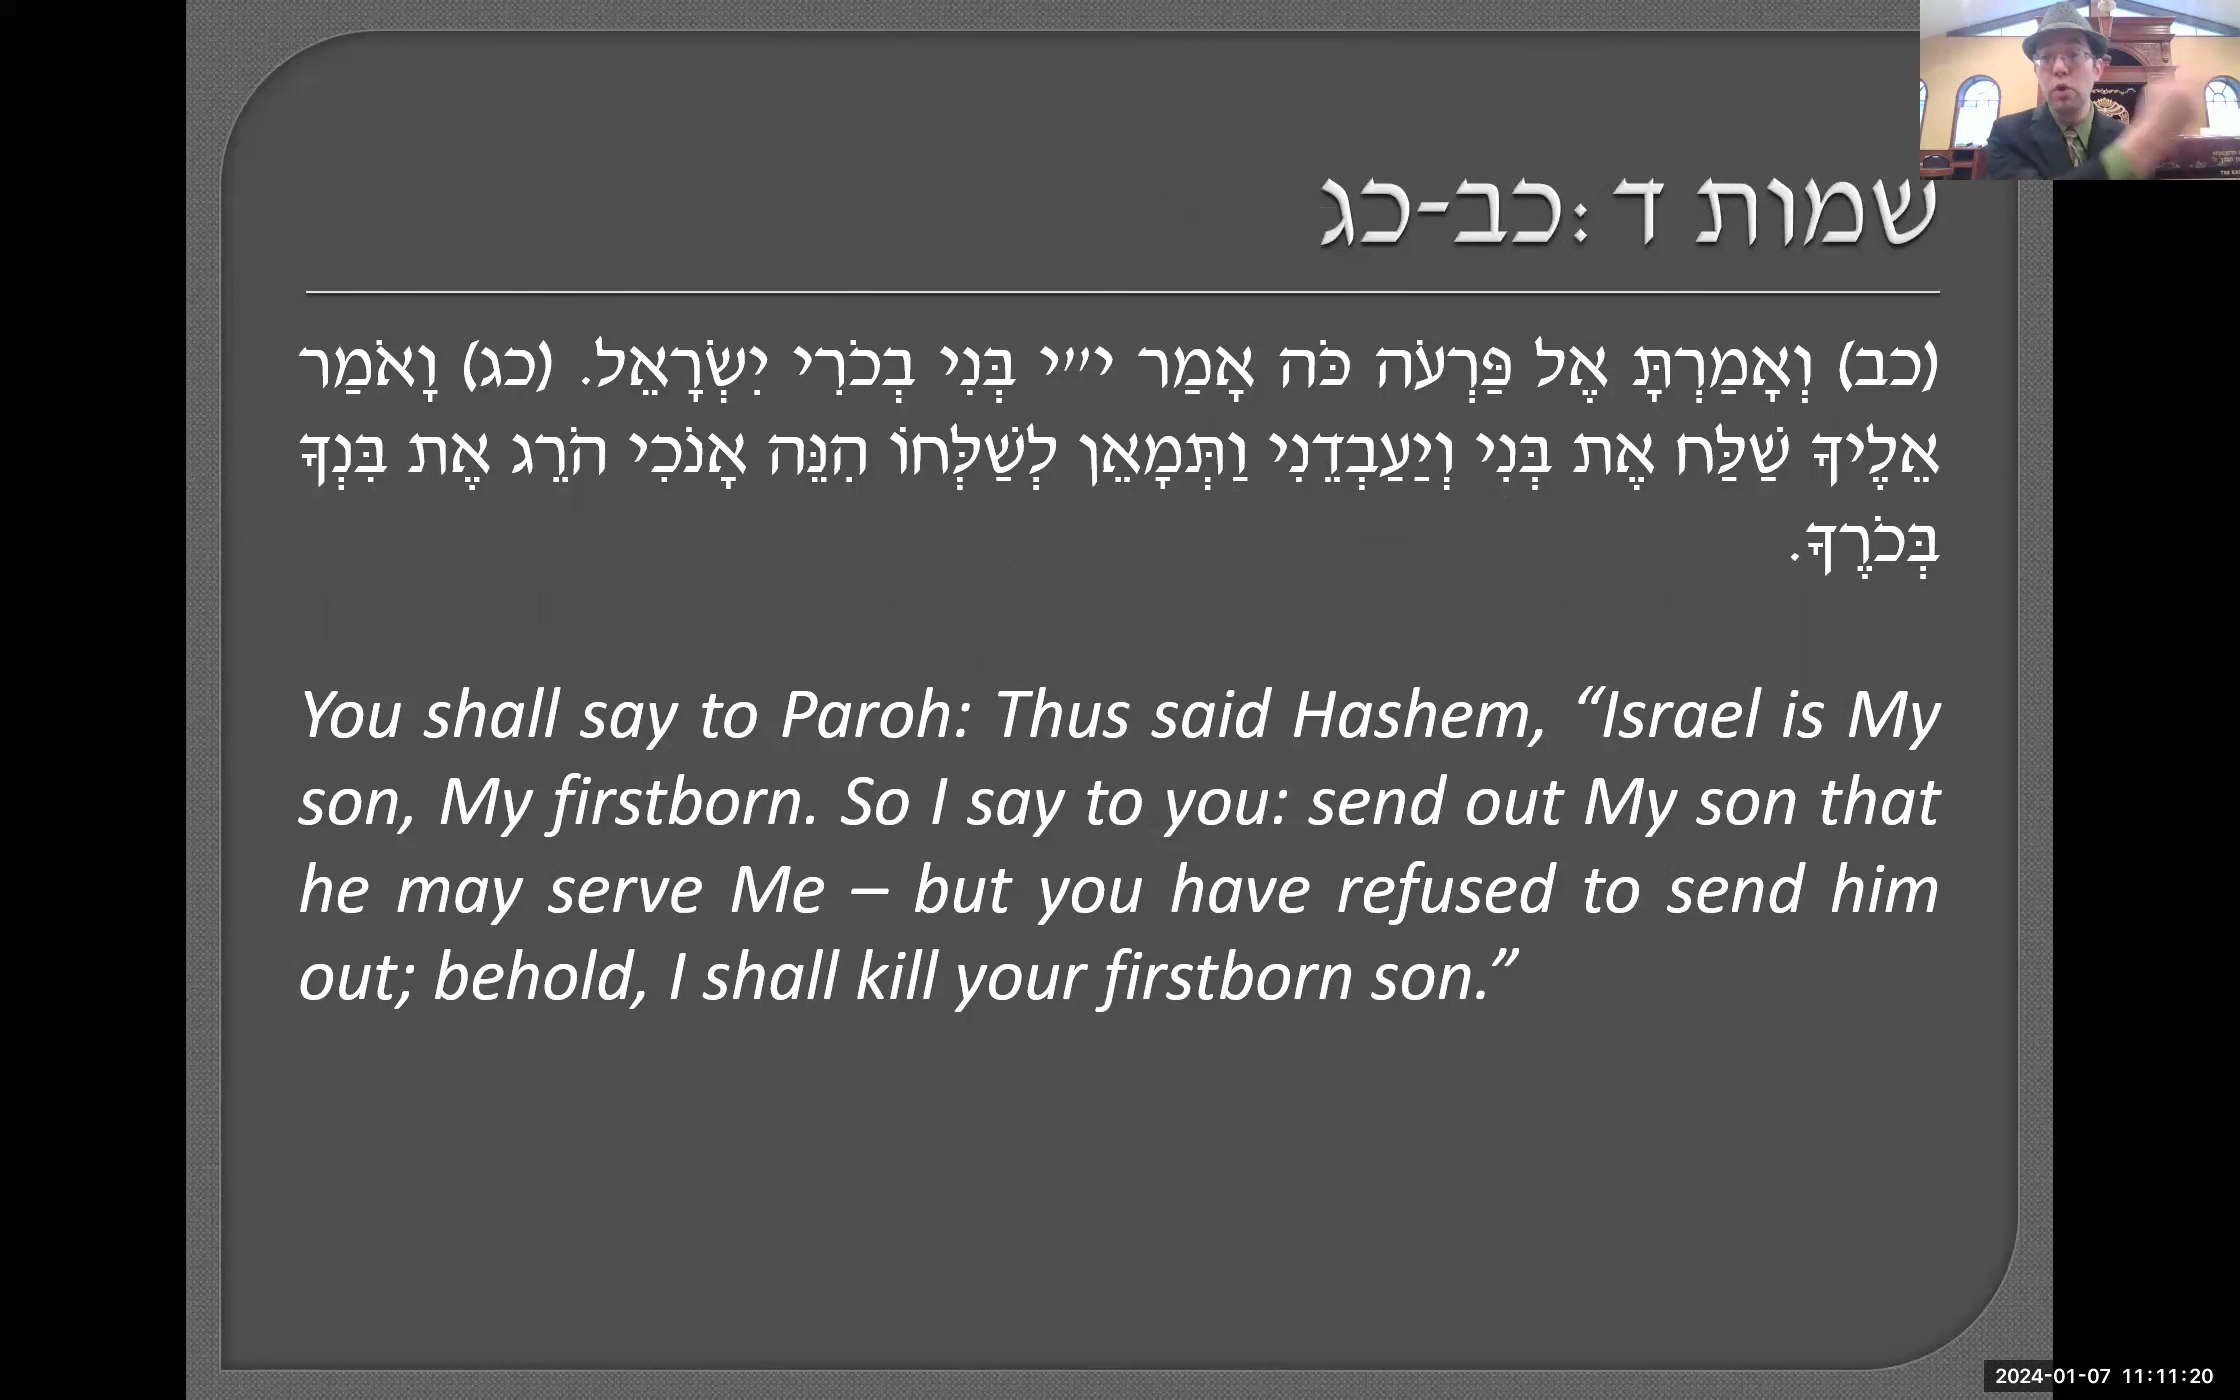 שמות ד :כב-כג
(כב) וְאָמַרְתָּ אֶל פַּרְעֹה כֹּה אָמַר י״י בְּנִי בְכֹרִי יִשְׂרָאֵל. (כג) וָאֹמַר
אֵלֶיךָ שַׁלַּח אֶת בְּנִי וְיַעַבְדֵנִי וַתְּמָאֵן לְשַׁלְּחוֹ הִנֵּה אָנֹכִי הֹרֵג אֶת בִּנְךָ
בְּכֹרֶךָ.
You shall say to Paroh: Thus said Hashem, “Israel is My
son, My firstborn. So I say to you: send out My son that
he may serve Me – but you have refused to send him
out; behold, I shall kill your firstborn son.”
2024-01-07 11:11:20